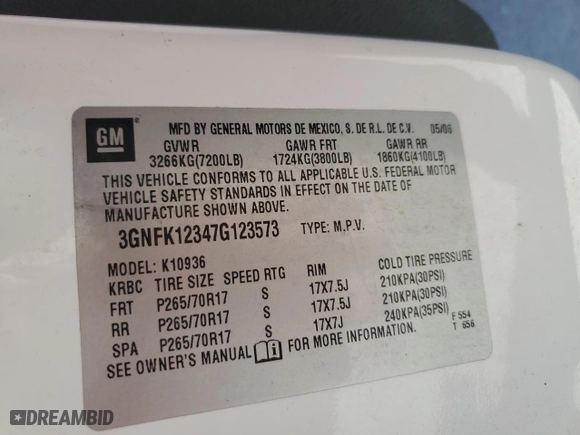 GM
MFD BY GENERAL MOTORS DE MEXICO, S. DE R.L. DE C.V. 05/06
GVWR GAWR FRT GAWR RR
3266KG(7200LB) 1724KG(3800LB) 1860KG(4100LB)
THIS VEHICLE CONFORMS TO ALL APPLICABLE U.S. FEDERAL MOTOR
VEHICLE SAFETY STANDARDS IN EFFECT ON THE DATE OF
MANUFACTURE SHOWN ABOVE.
3GNFK12347G123573 TYPE: M.P.V.
MODEL: K10936
KRBC TIRE SIZE SPEED RTG RIM COLD TIRE PRESSURE
FRT P265/70R17 S 17X7.5J 210KPA(30PSI)
RR P265/70R17 S 17X7.5J 210KPA(30PSI)
SPA P265/70R17 S 17X7J 240KPA(35PSI)
SEE OWNER'S MANUAL FOR MORE INFORMATION.
F 554
T 656
DREAMBID